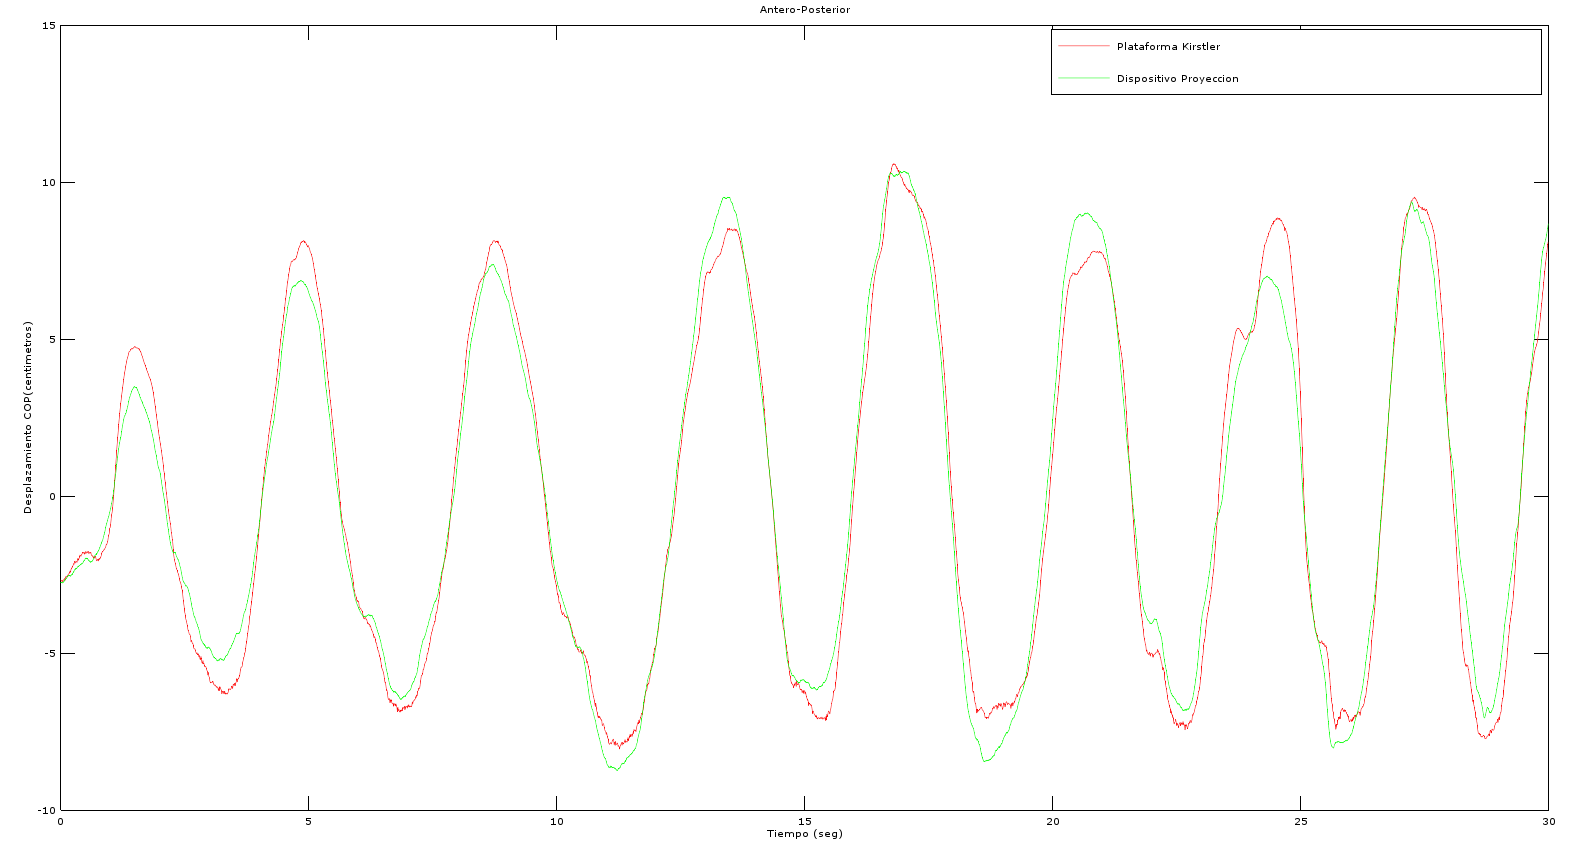 Antero-Posterior
Plataforma Kirstler
Dispositivo Proyeccion
Desplazamiento COP(centimetros)
15
10
5
0
-5
-10
0 5 10 15 20 25 30
Tiempo (seg)